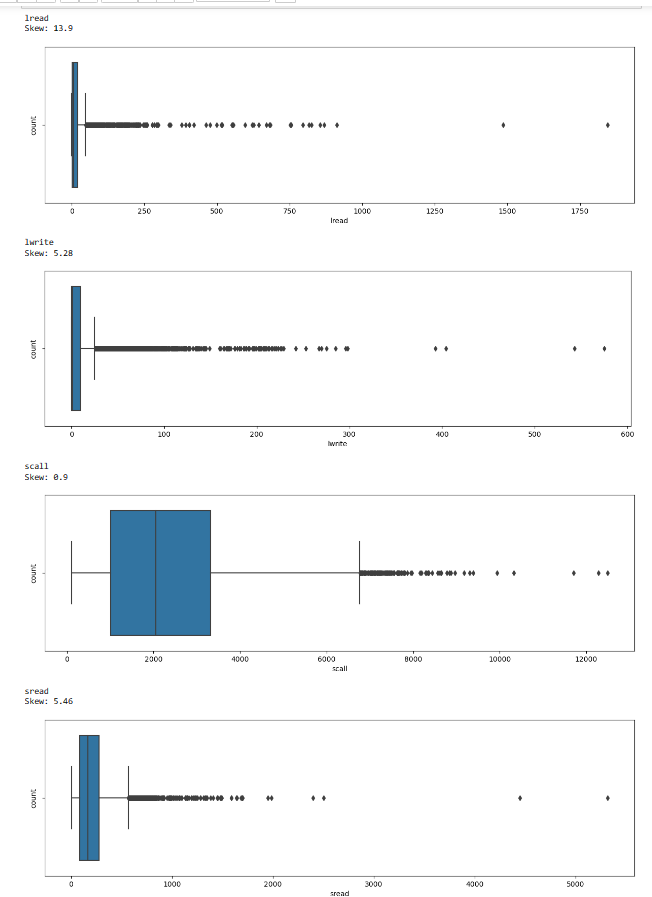 lread
Skew: 13.9
count
0 250 500 750 1000 1250 1500 1750
lread
lwrite
Skew: 5.28
count
0 100 200 300 400 500 600
lwrite
scall
Skew: 0.9
count
0 2000 4000 6000 8000 10000 12000
scall
sread
Skew: 5.46
count
0 1000 2000 3000 4000 5000
sread